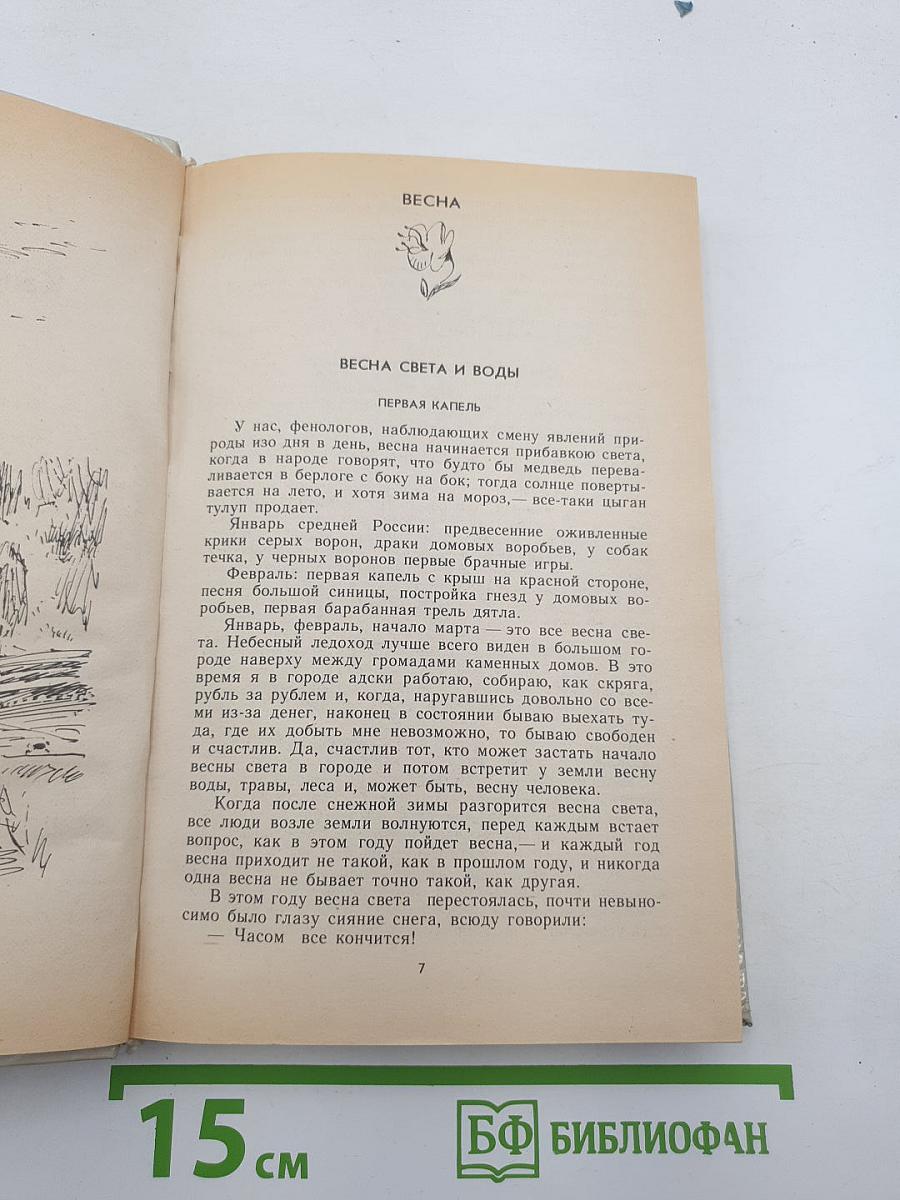 ВЕСНА
ВЕСНА СВЕТА И ВОДЫ
ПЕРВАЯ КАПЕЛЬ
У нас, фенологов, наблюдающих смену явлений при-
роды изо дня в день, весна начинается прибавкою света,
когда в народе говорят, что будто бы медведь перева-
ливается в берлоге с боку на бок; тогда солнце поверты-
вается на лето, и хотя зима на мороз,— все-таки цыган
тулуп продает.
Январь средней России: предвесенние оживленные
крики серых ворон, драки домовых воробьев, у собак
течка, у черных воронов первые брачные игры.
Февраль: первая капель с крыш на красной стороне,
песня большой синицы, постройка гнезд у домовых во-
робьев, первая барабанная трель дятла.
Январь, февраль, начало марта — это все весна све-
та. Небесный ледоход лучше всего виден в большом го-
роде наверху между громадами каменных домов. В это
время я в городе адски работаю, собираю, как скряга,
рубль за рублем и, когда, наругавшись довольно со все-
ми из-за денег, наконец в состоянии бываю выехать ту-
да, где их добыть мне невозможно, то бываю свободен
и счастлив. Да, счастлив тот, кто может застать начало
весны света в городе и потом встретит у земли весну
воды, травы, леса и, может быть, весну человека.
Когда после снежной зимы разгорится весна света,
все люди возле земли волнуются, перед каждым встает
вопрос, как в этом году пойдет весна,— и каждый год
весна приходит не такой, как в прошлом году, и никогда
одна весна не бывает точно такой, как другая.
В этом году весна света перестоялась, почти невыно-
симо было глазу сияние снега, всюду говорили:
— Часом все кончится!
7
15 см
БФ БИБЛИОФАН